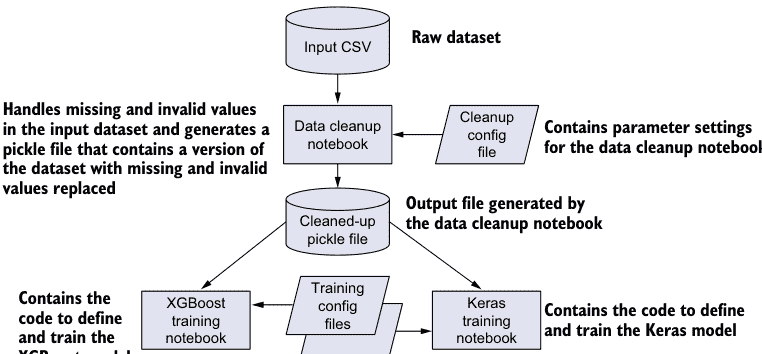 Input CSV
Raw dataset
Handles missing and invalid values
in the input dataset and generates a
pickle file that contains a version of
the dataset with missing and invalid
values replaced
Data cleanup
notebook
Cleanup
config
file
Contains parameter settings
for the data cleanup notebook
Cleaned-up
pickle file
Output file generated by
the data cleanup notebook
Contains the
code to define
and train the
XGBoost model
XGBoost
training
notebook
Training
config
files
Keras
training
notebook
Contains the code to define
and train the Keras model